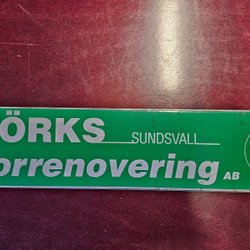 ÖRKS SUNDSVALL
orrenovering AB